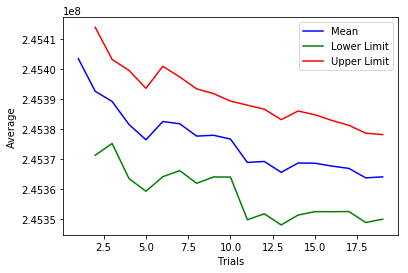 1e8
Mean
Lower Limit
Upper Limit
2.4541
2.4540
2.4539
2.4538
2.4537
2.4536
2.4535
Average
2.5 5.0 7.5 10.0 12.5 15.0 17.5
Trials